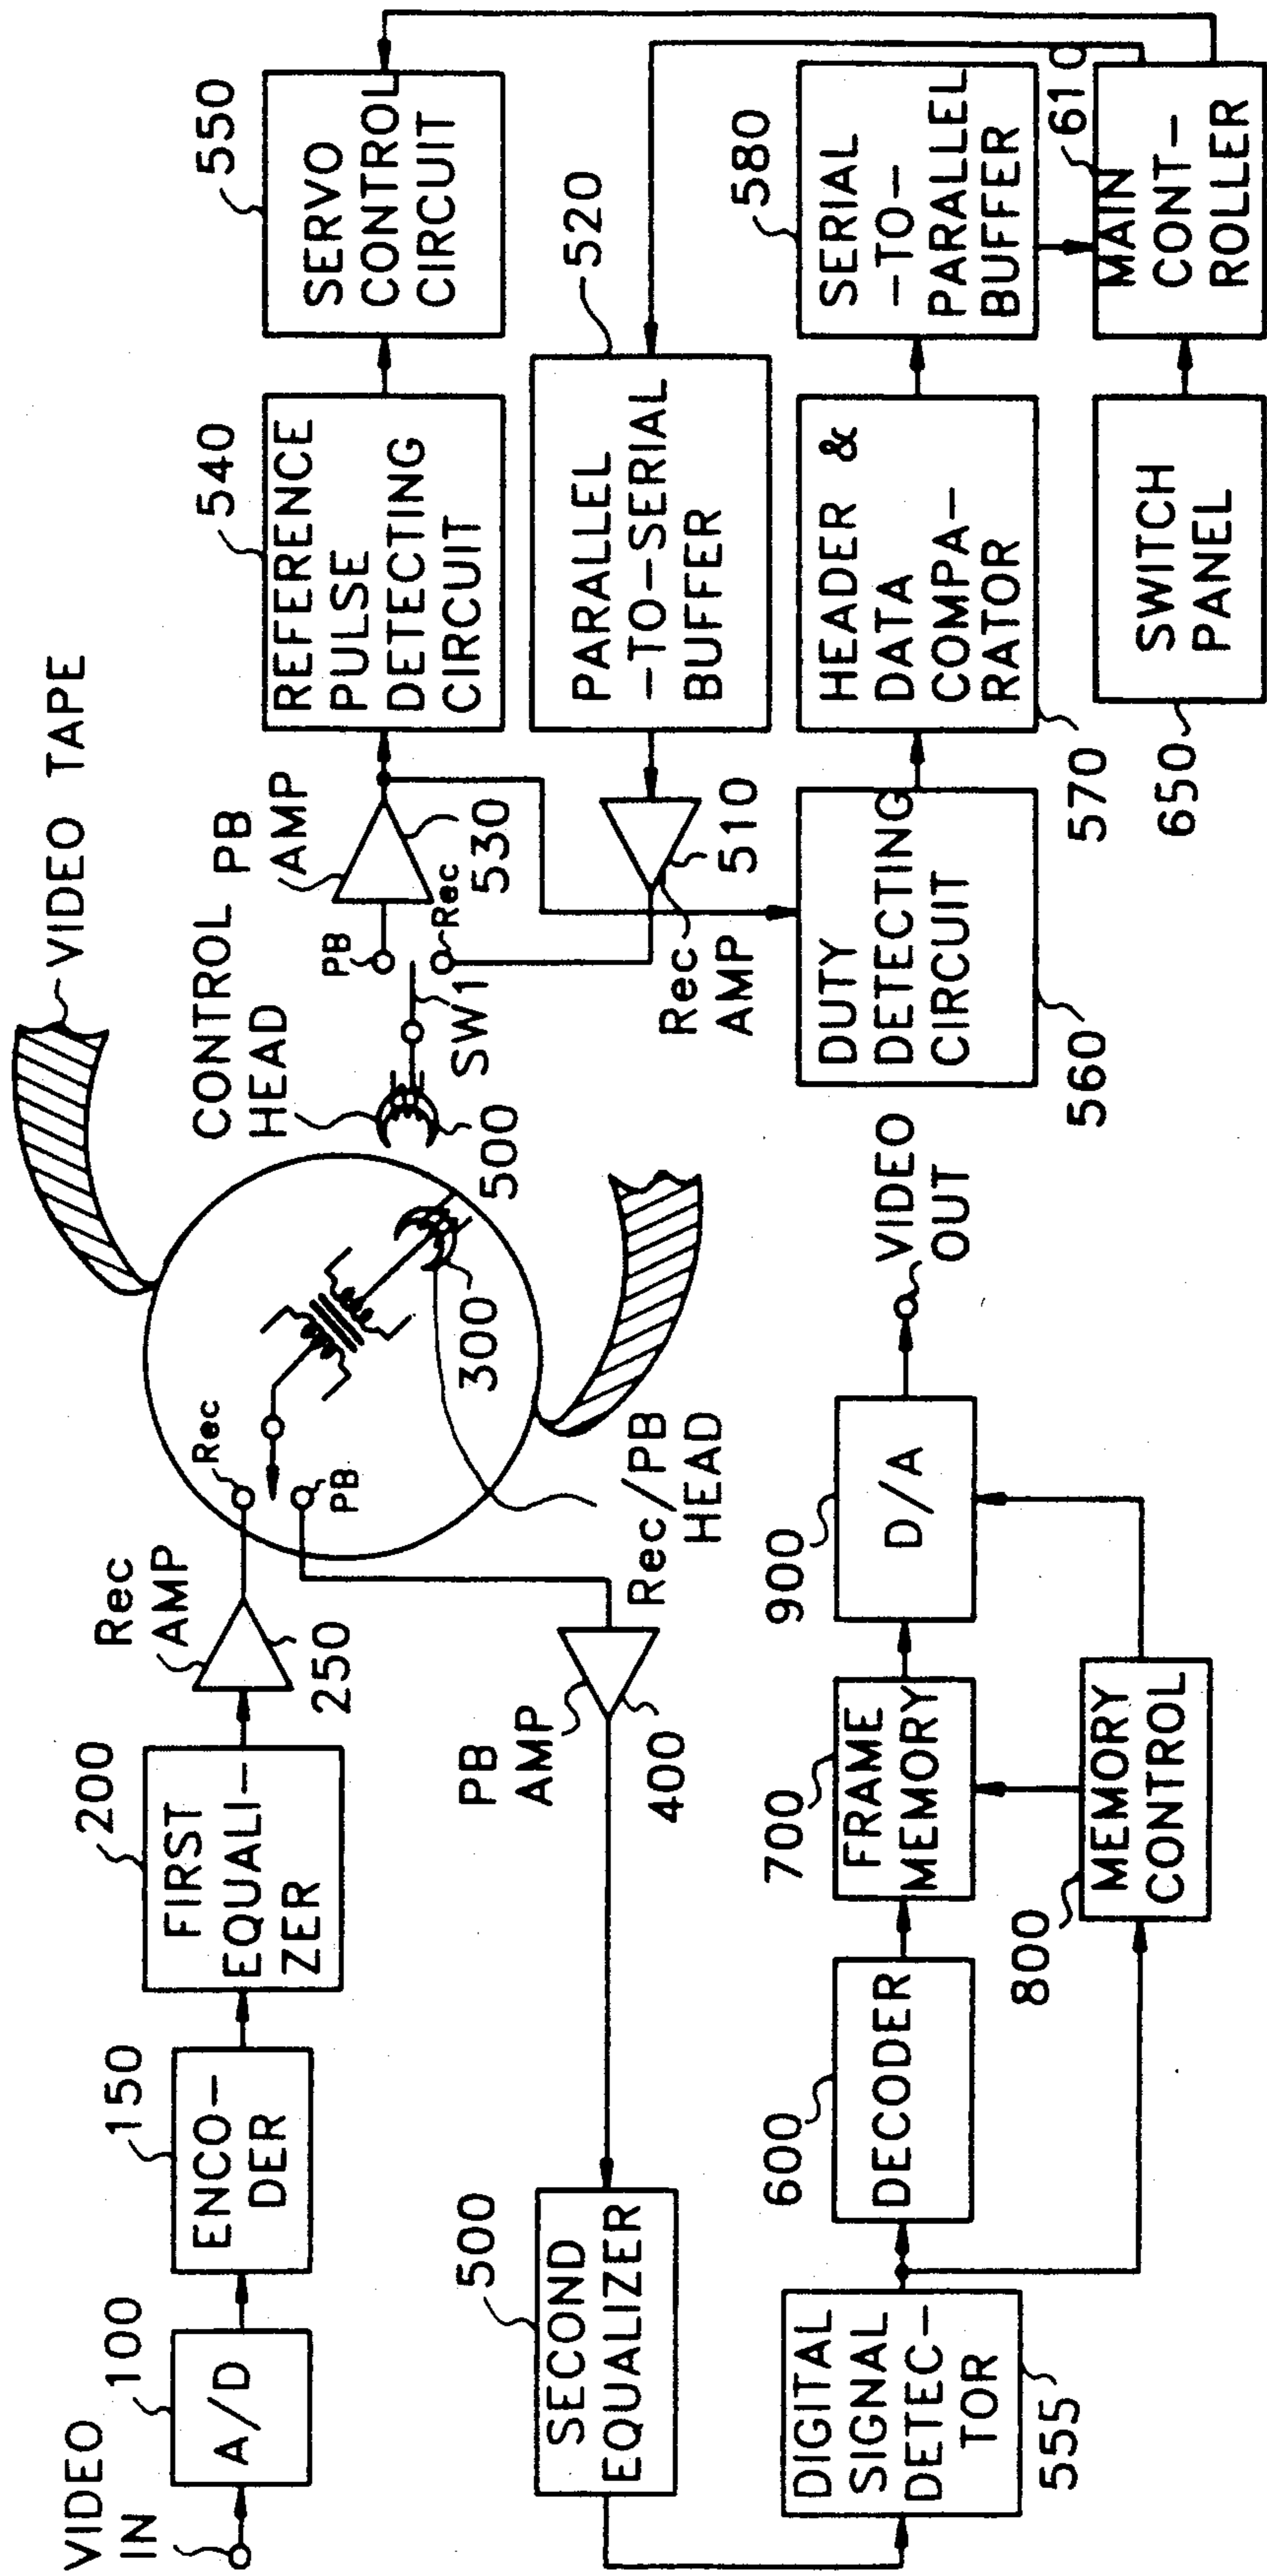 VIDEO
IN
100
A/D
150
ENCO-
DER
200
FIRST
EQUALI-
ZER
Rec
AMP
250
Rec
PB
VIDEO TAPE
300
Rec/PB
HEAD
CONTROL
HEAD
500
SW1
PB
Rec
PB
AMP
530
540
REFERENCE
PULSE
DETECTING
CIRCUIT
550
SERVO
CONTROL
CIRCUIT
520
PARALLEL
-TO-SERIAL
BUFFER
510
Rec
AMP
PB
AMP
400
500
SECOND
EQUALIZER
DIGITAL
SIGNAL
DETEC-
TOR
555
600
DECODER
700
FRAME
MEMORY
800
MEMORY
CONTROL
900
D/A
VIDEO
OUT
DUTY
DETECTING
CIRCUIT
560
HEADER &
DATA
COMPA-
RATOR
570
580
SERIAL
-TO-
PARALLEL
BUFFER
610
MAIN
CONT-
ROLLER
SWITCH
PANEL
650